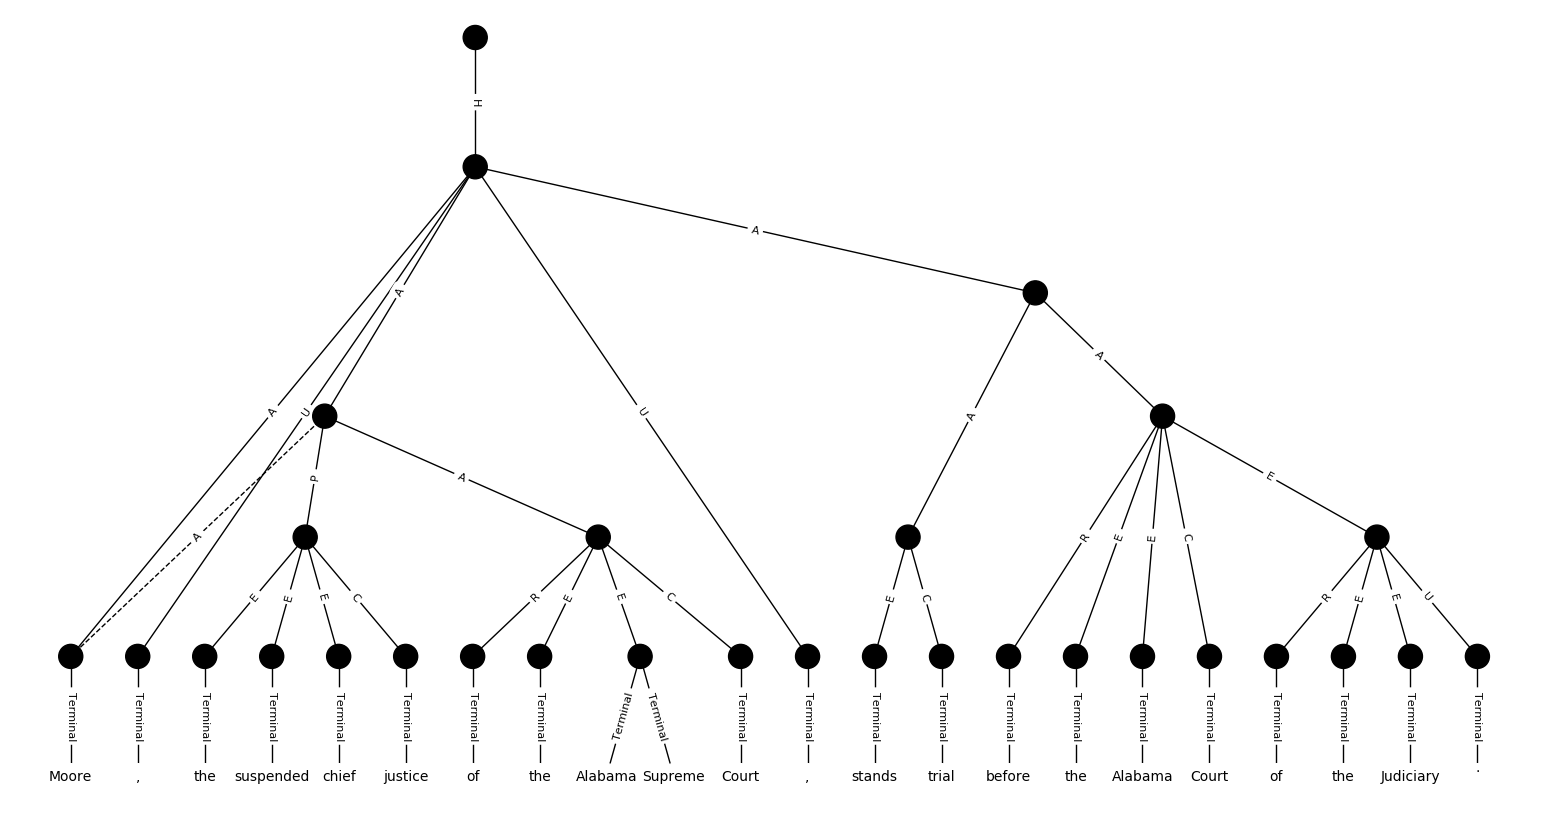 H
A
A
A
A
U
A
U
A
P
A
A
E
R
E
E
C
R
E
E
E
C
R
E
E
C
E
C
R
E
E
U
Terminal Terminal Terminal Terminal Terminal Terminal Terminal Terminal Terminal Terminal Terminal Terminal Terminal Terminal Terminal Terminal Terminal Terminal Terminal Terminal Terminal Terminal
Moore , the suspended chief justice of the Alabama Supreme Court , stands trial before the Alabama Court of the Judiciary .